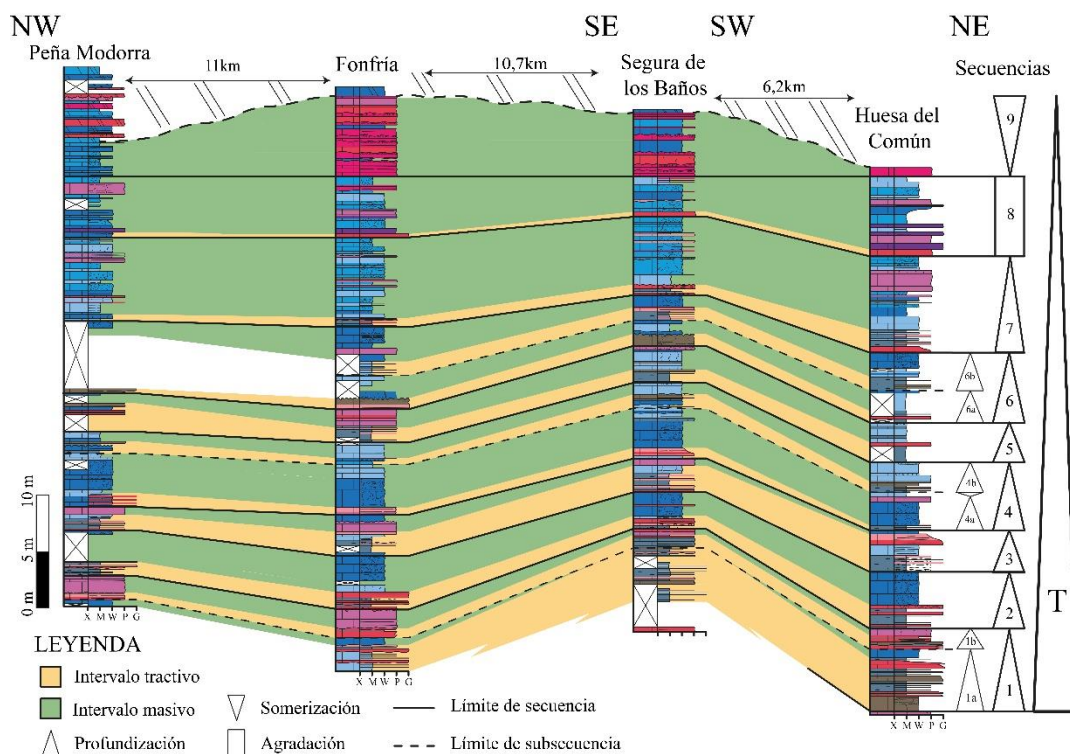 NW
SE
SW
NE
Peña Modorra
11km
Fonfría
10,7km
Segura de
los Baños
6,2km
Huesa del
Común
Secuencias
9
8
7
6b
6a
6
5
4b
4a
4
3
2
1b
1a
1
T
10 m
5 m
0 m
X M W P G
X M W P G
X M W P G
LEYENDA
Intervalo tractivo
Intervalo masivo
Profundización
Somerización
Agradación
Límite de secuencia
Límite de subsecuencia